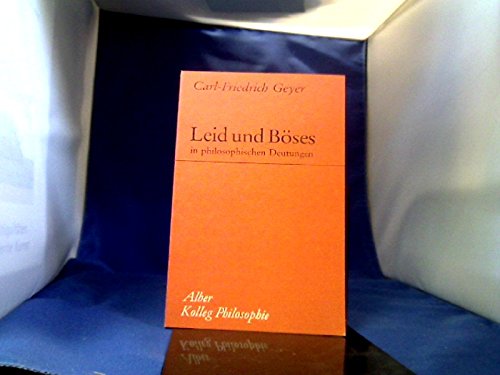 Carl-Friedrich Geyer
Leid und Böses
in philosophischen Deutungen
Alber
Kolleg Philosophie